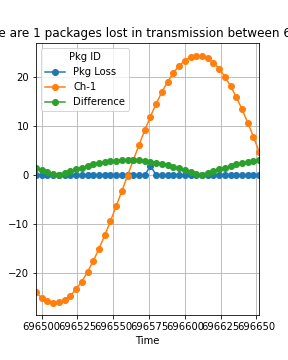 e are 1 packages lost in transmission between 6
Pkg ID
Pkg Loss
Ch-1
Difference
20
10
0
−10
−20
696500 696525 696550 696575 696600 696625 696650
Time